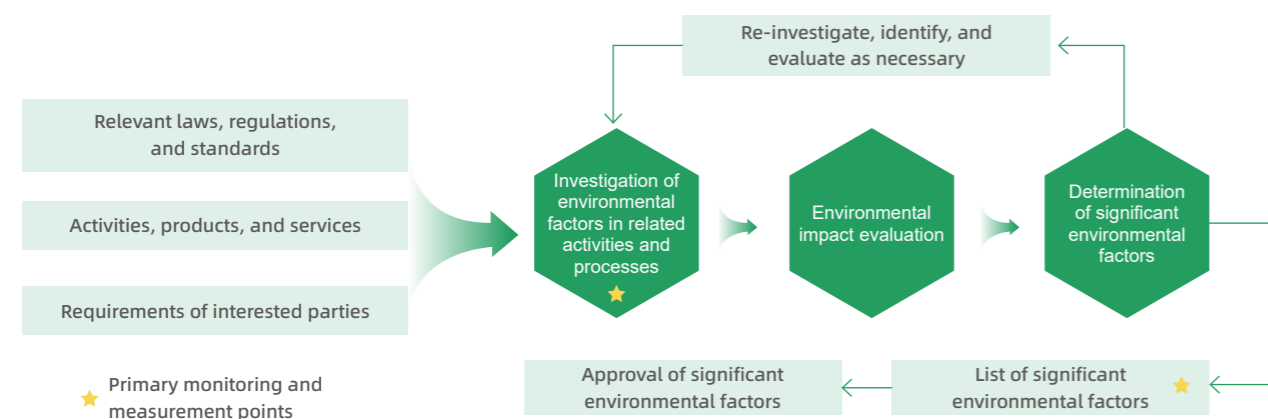 Re-investigate, identify, and
evaluate as necessary
Relevant laws, regulations,
and standards
Activities, products, and services
Requirements of interested parties
Investigation of
environmental
factors in related
activities and
processes
Environmental
impact evaluation
Determination
of significant
environmental
factors
Primary monitoring and
measurement points
Approval of significant
environmental factors
List of significant
environmental factors